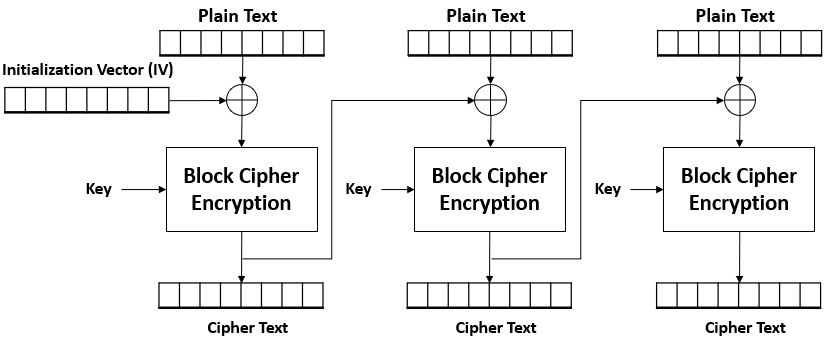 Plain Text
Plain Text
Plain Text
Initialization Vector (IV)
Key
Block Cipher
Encryption
Key
Block Cipher
Encryption
Key
Block Cipher
Encryption
Cipher Text
Cipher Text
Cipher Text